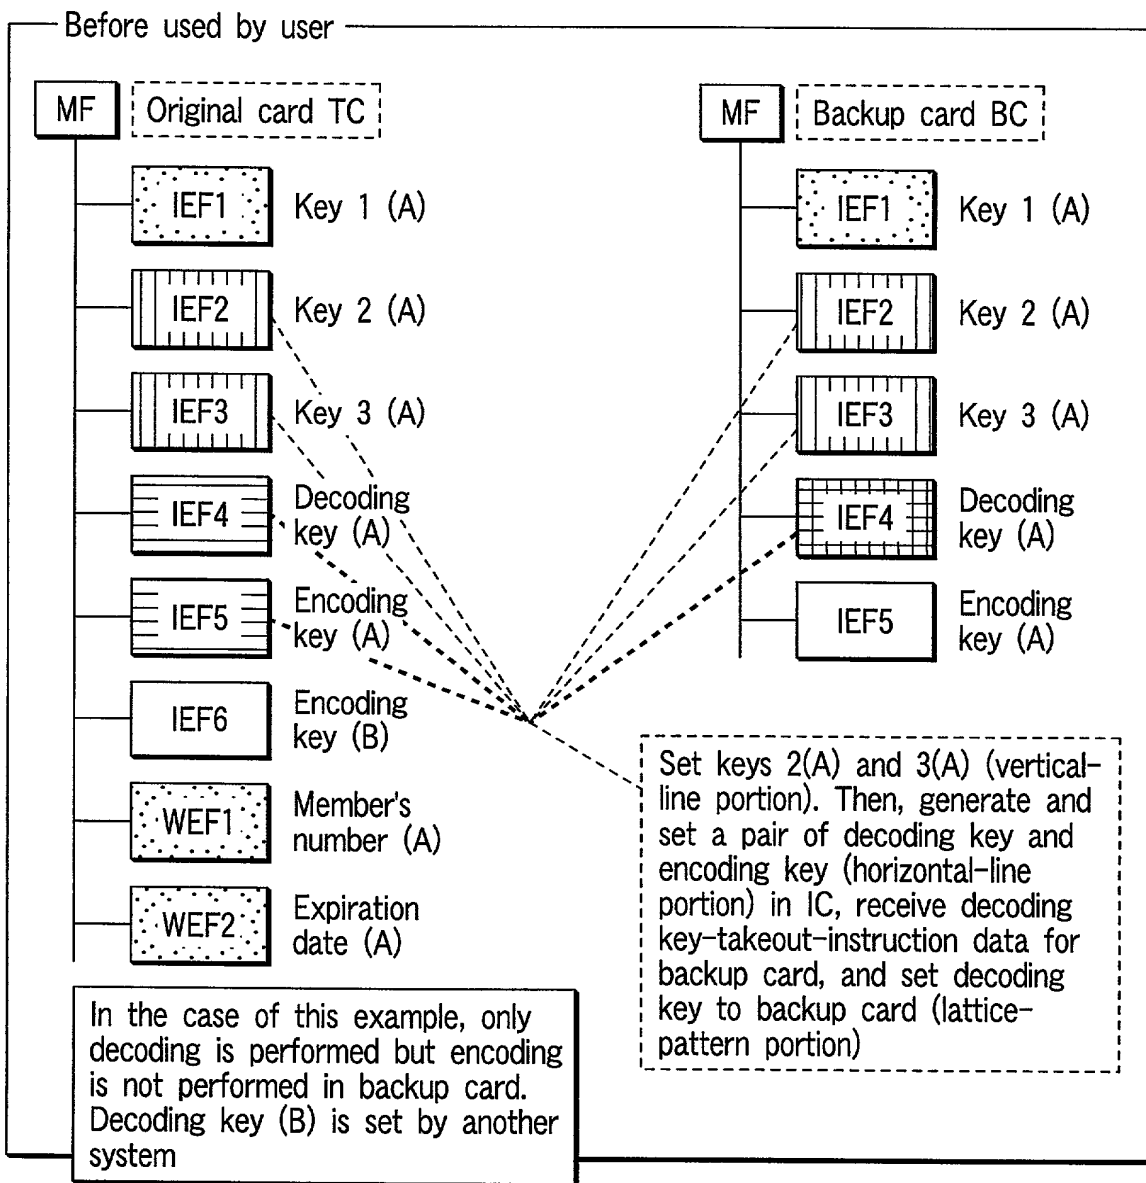 Before used by user
MF
Original card TC
IEF1
Key 1 (A)
IEF2
Key 2 (A)
IEF3
Key 3 (A)
IEF4
Decoding
key (A)
IEF5
Encoding
key (A)
IEF6
Encoding
key (B)
WEF1
Member's
number (A)
WEF2
Expiration
date (A)
MF
Backup card BC
IEF1
Key 1 (A)
IEF2
Key 2 (A)
IEF3
Key 3 (A)
IEF4
Decoding
key (A)
IEF5
Encoding
key (A)
Set keys 2(A) and 3(A) (vertical-
line portion). Then, generate and
set a pair of decoding key and
encoding key (horizontal-line
portion) in IC, receive decoding
key-takeout-instruction data for
backup card, and set decoding
key to backup card (lattice-
pattern portion)
In the case of this example, only
decoding is performed but encoding
is not performed in backup card.
Decoding key (B) is set by another
system